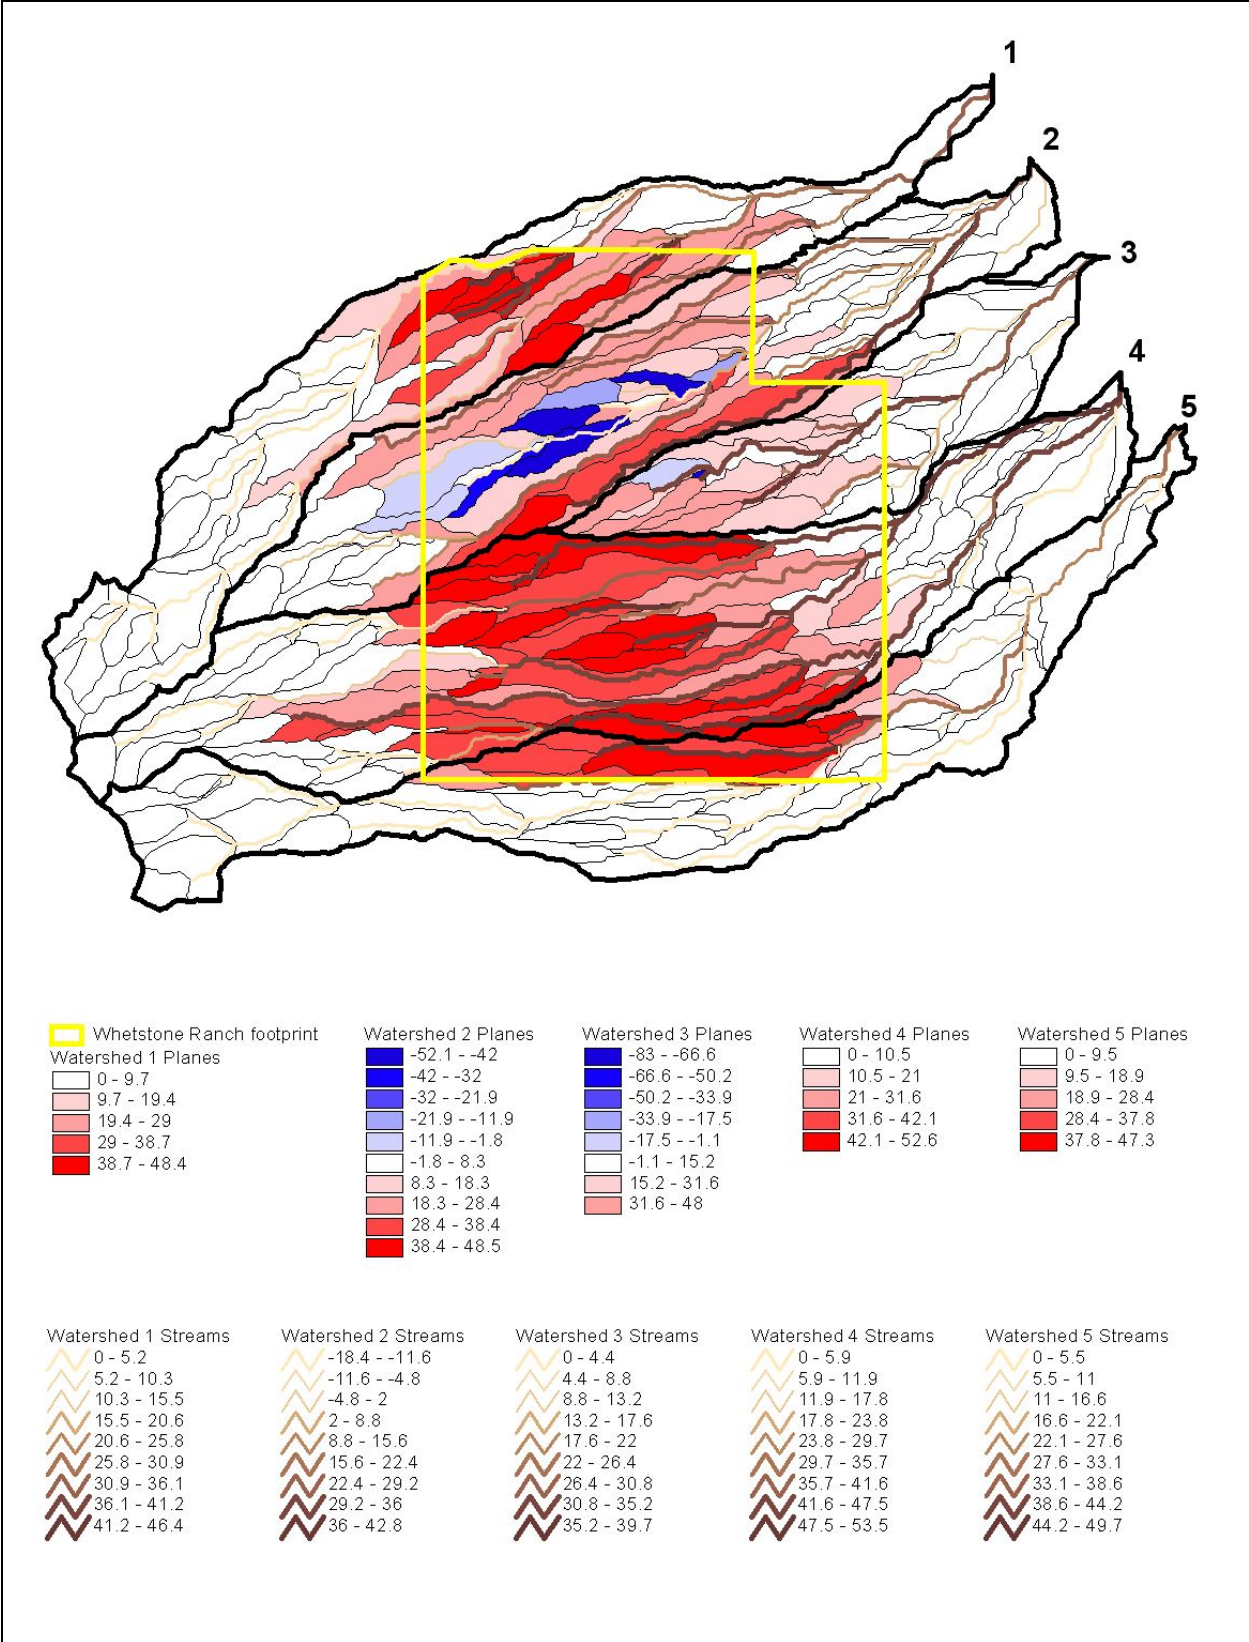 1
2
3
4
5
Whetstone Ranch footprint
Watershed 1 Planes
0 - 9.7
9.7 - 19.4
19.4 - 29
29 - 38.7
38.7 - 48.4
Watershed 2 Planes
-52.1 - -42
-42 - -32
-32 - -21.9
-21.9 - -11.9
-11.9 - -1.8
-1.8 - 8.3
8.3 - 18.3
18.3 - 28.4
28.4 - 38.4
38.4 - 48.5
Watershed 3 Planes
-83 - -66.6
-66.6 - -50.2
-50.2 - -33.9
-33.9 - -17.5
-17.5 - -1.1
-1.1 - 15.2
15.2 - 31.6
31.6 - 48
Watershed 4 Planes
0 - 10.5
10.5 - 21
21 - 31.6
31.6 - 42.1
42.1 - 52.6
Watershed 5 Planes
0 - 9.5
9.5 - 18.9
18.9 - 28.4
28.4 - 37.8
37.8 - 47.3
Watershed 1 Streams
0 - 5.2
5.2 - 10.3
10.3 - 15.5
15.5 - 20.6
20.6 - 25.8
25.8 - 30.9
30.9 - 36.1
36.1 - 41.2
41.2 - 46.4
Watershed 2 Streams
-18.4 - -11.6
-11.6 - -4.8
-4.8 - 2
2 - 8.8
8.8 - 15.6
15.6 - 22.4
22.4 - 29.2
29.2 - 36
36 - 42.8
Watershed 3 Streams
0 - 4.4
4.4 - 8.8
8.8 - 13.2
13.2 - 17.6
17.6 - 22
22 - 26.4
26.4 - 30.8
30.8 - 35.2
35.2 - 39.7
Watershed 4 Streams
0 - 5.9
5.9 - 11.9
11.9 - 17.8
17.8 - 23.8
23.8 - 29.7
29.7 - 35.7
35.7 - 41.6
41.6 - 47.5
47.5 - 53.5
Watershed 5 Streams
0 - 5.5
5.5 - 11
11 - 16.6
16.6 - 22.1
22.1 - 27.6
27.6 - 33.1
33.1 - 38.6
38.6 - 44.2
44.2 - 49.7